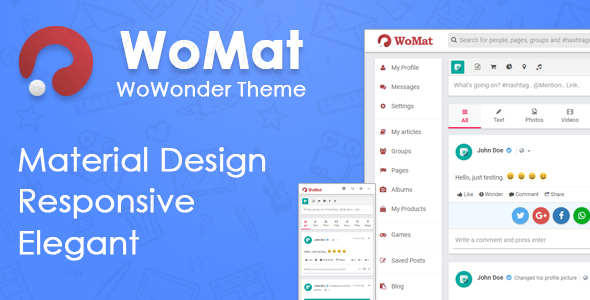 WoMat
WoWonder Theme
Material Design
Responsive
Elegant
WoMat
Search for people, pages, groups and #hashtags
My Profile
Messages
Settings
My articles
Groups
Pages
Albums
My Products
Games
Saved Posts
Blog
What's going on? #Hashtag.. @Mention.. Link..
All
Text
Photos
Videos
John Doe
Hello, just testing.
Like
Wonder
Comment
Share
Write a comment and press enter
John Doe Changed his profile picture
WoMat
All